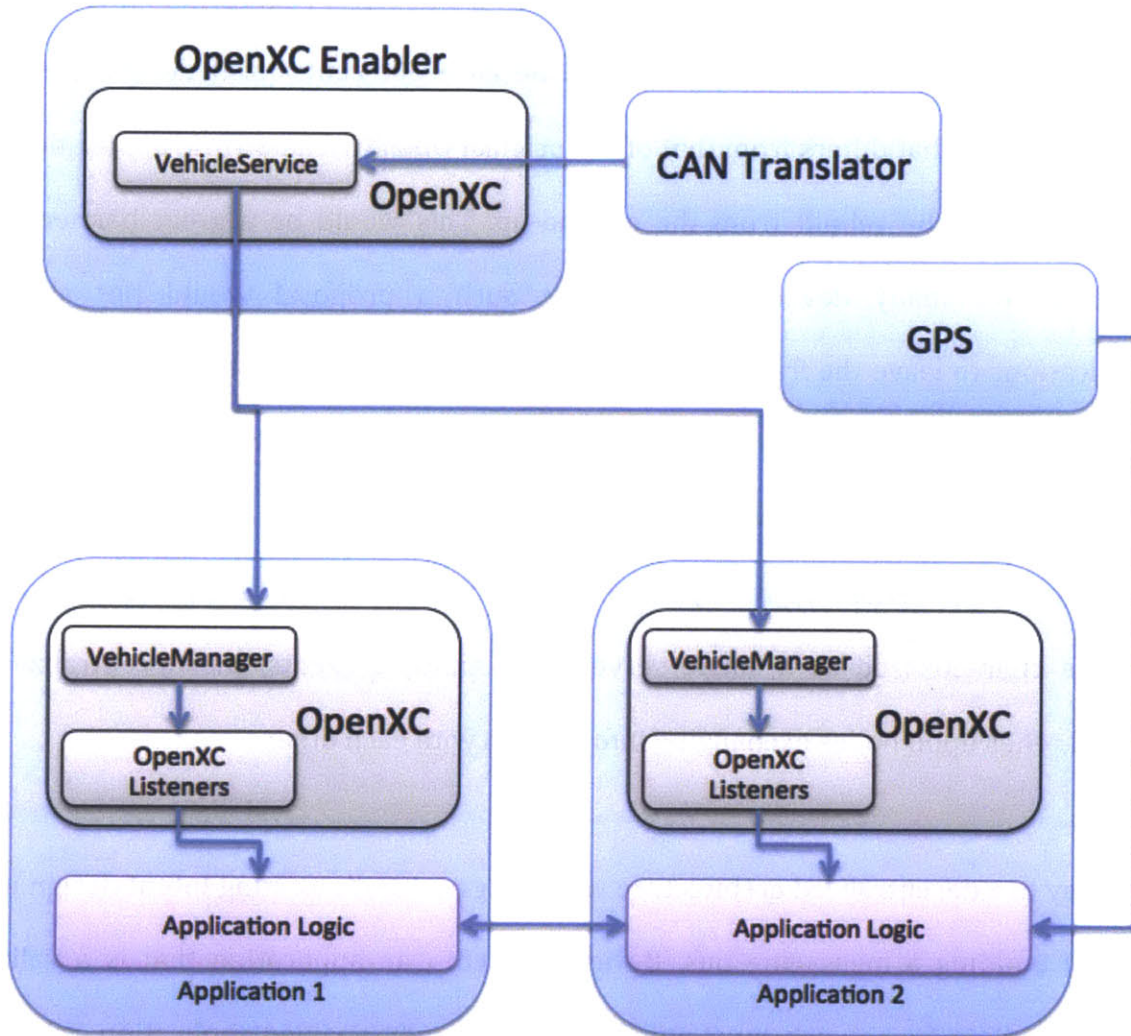 OpenXC Enabler
VehicleService
OpenXC
CAN Translator
GPS
VehicleManager
OpenXC
OpenXC
Listeners
Application Logic
Application 1
VehicleManager
OpenXC
OpenXC
Listeners
Application Logic
Application 2